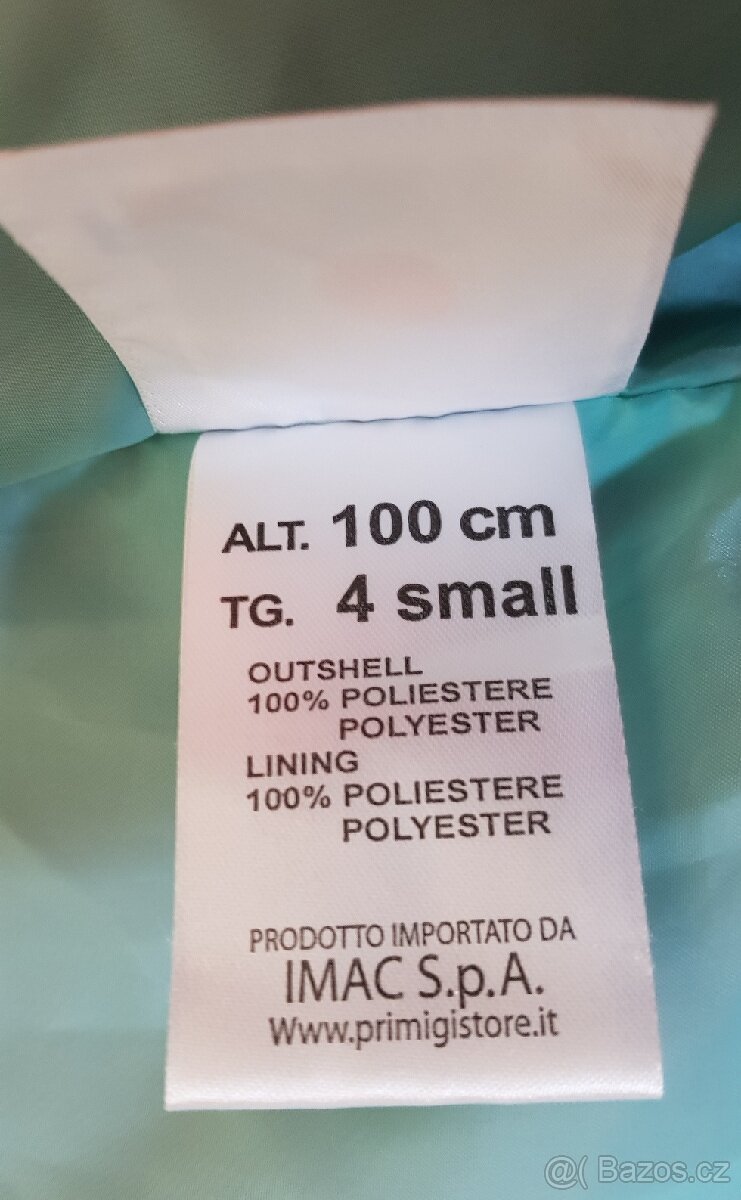 ALT. 100 cm
TG. 4 small
OUTSHELL
100% POLIESTERE
POLYESTER
LINING
100% POLIESTERE
POLYESTER
PRODOTTO IMPORTATO DA
IMAC S.p.A.
Www.primigistore.it
@( Bazos.cz